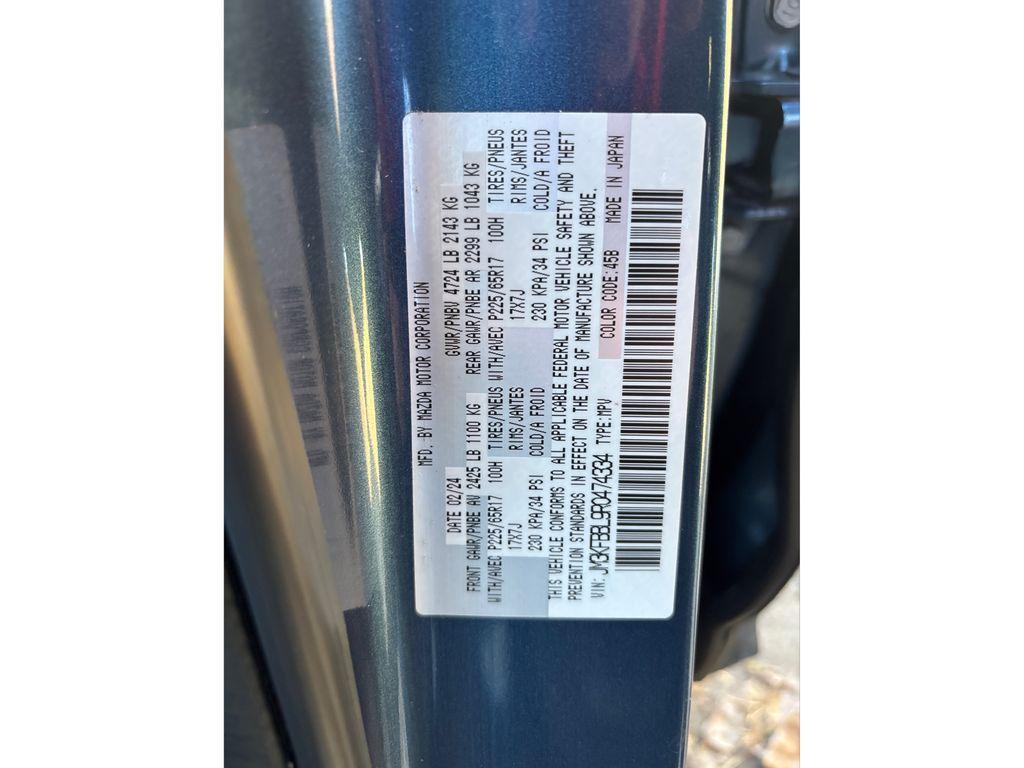 MFD. BY MAZDA MOTOR CORPORATION
DATE 02/24 GVWR/PNBV 4724 LB 2143 KG
FRONT GAWR/PNBE AV 2425 LB 1100 KG REAR GAWR/PNBE AR 2299 LB 1043 KG
WITH/AVEC P225/65R17 100H TIRES/PNEUS WITH/AVEC P225/65R17 100H TIRES/PNEUS
17X7J RIMS/JANTES 17X7J RIMS/JANTES
230 KPA/34 PSI COLD/A FROID 230 KPA/34 PSI COLD/A FROID
THIS VEHICLE CONFORMS TO ALL APPLICABLE FEDERAL MOTOR VEHICLE SAFETY AND THEFT
PREVENTION STANDARDS IN EFFECT ON THE DATE OF MANUFACTURE SHOWN ABOVE.
VIN: JM3KFBBL9R0474334 TYPE:MPV COLOR CODE:45B MADE IN JAPAN